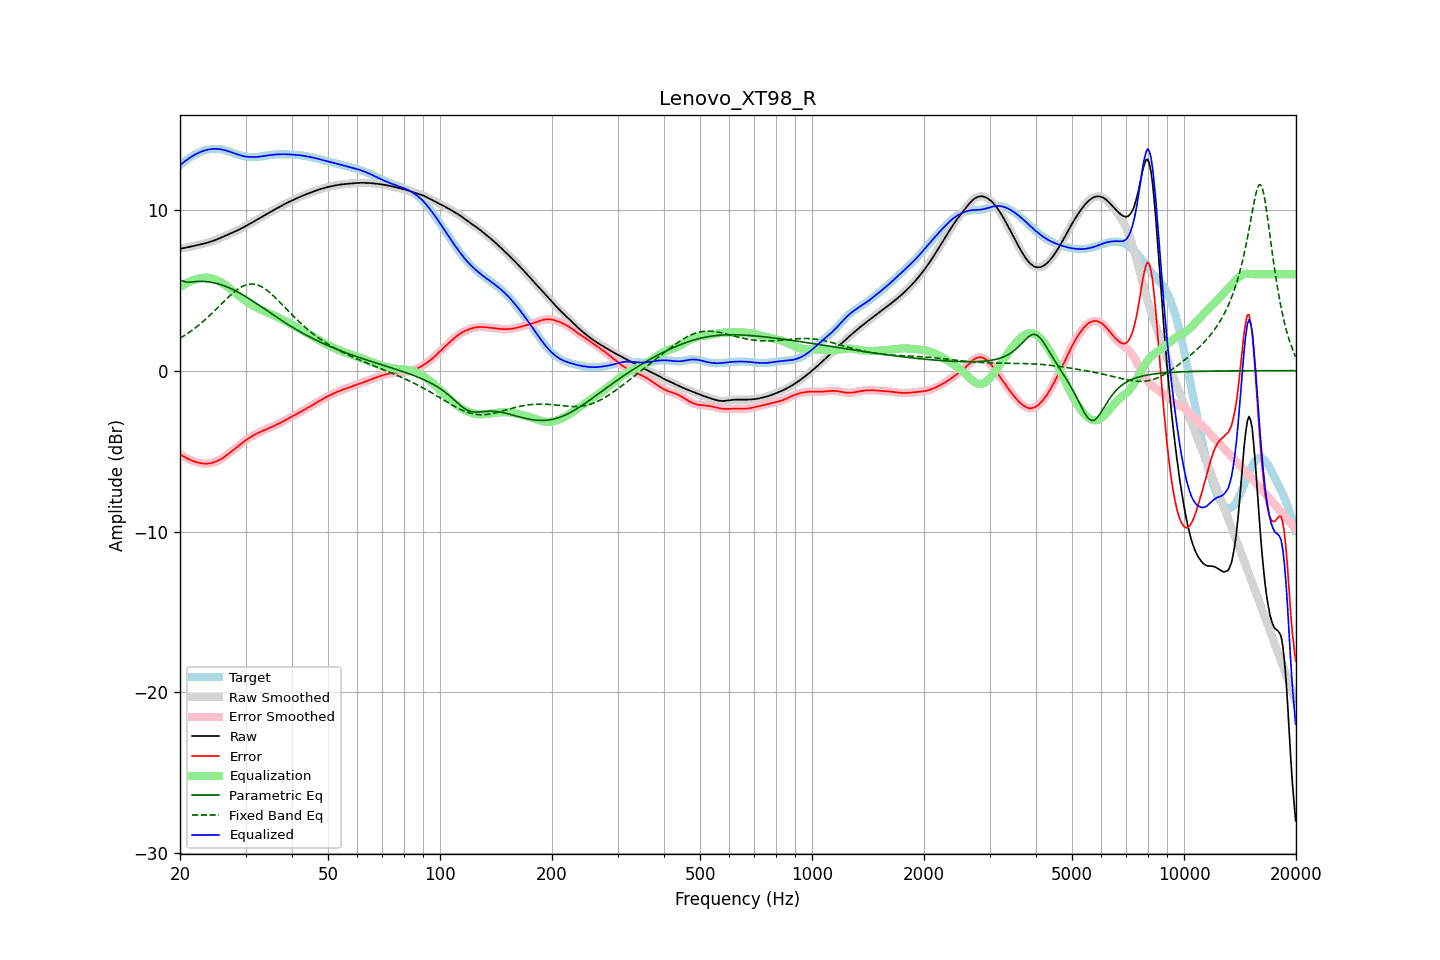 Lenovo_XT98_R
Amplitude (dBr)
10
0
−10
−20
−30
Target
Raw Smoothed
Error Smoothed
Raw
Error
Equalization
Parametric Eq
Fixed Band Eq
Equalized
20 50 100 200 500 1000 2000 5000 10000 20000
Frequency (Hz)